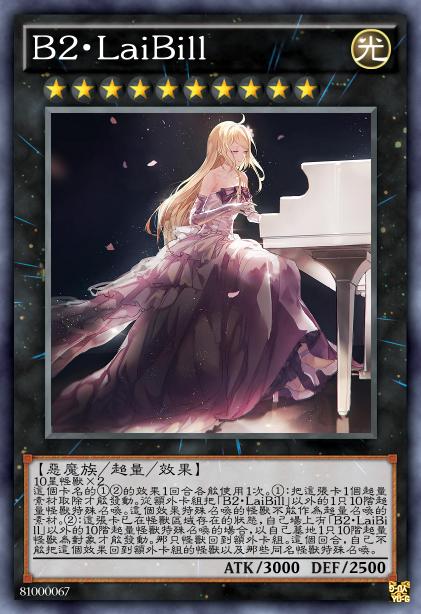 B2・LaiBill
光
【惡魔族／超量／效果】
10星怪獸×2
這個卡名的①②的效果1回合各能使用1次。①：把這張卡1個超量
素材取除才能發動。從額外卡組把「B2・LaiBill」以外的1只10階超
量怪獸特殊召喚。這個效果特殊召喚的怪獸不能作為超量召喚的
素材。②：這張卡已在怪獸區域存在的狀態，自己場上有「B2・LaiBi
ll」以外的10階超量怪獸特殊召喚的場合，以自己墓地1只10階超量
怪獸為對象才能發動。那只怪獸回到額外卡組。這個回合，自己不
能把這個效果回到額外卡組的怪獸以及那些同名怪獸特殊召喚。
ATK/3000 DEF/2500
81000067